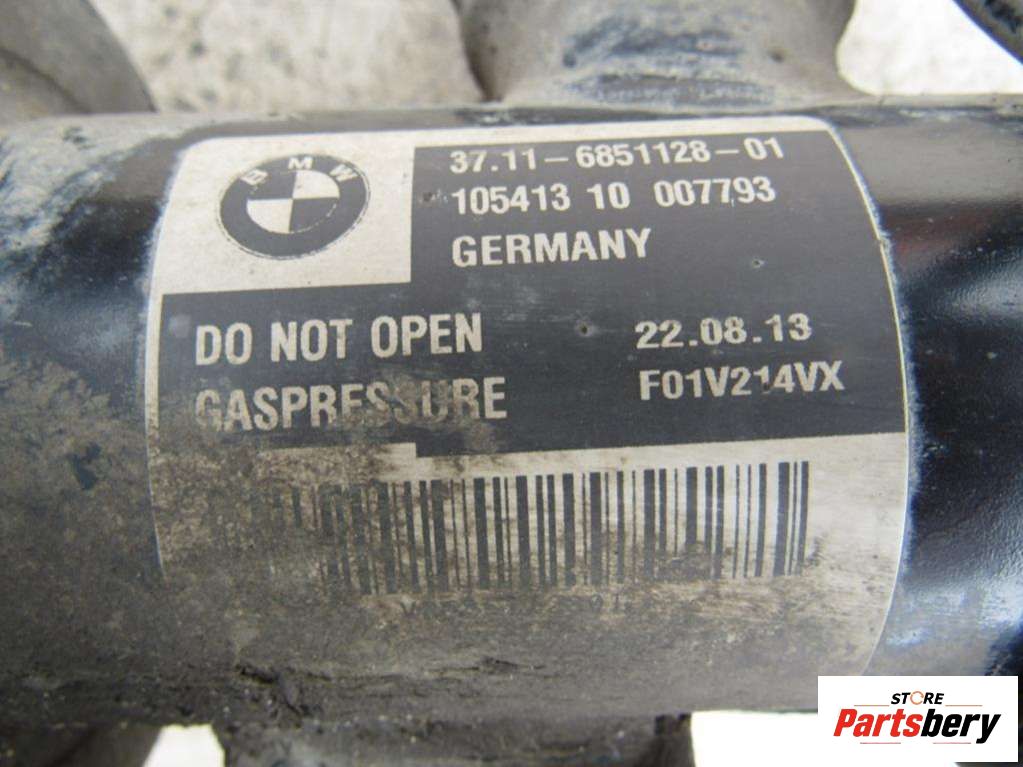 BMW
37.11-6851128-01
105413 10 007793
GERMANY
DO NOT OPEN
22.08.13
GASPRESSURE
F01V214VX
STORE
Partsbery